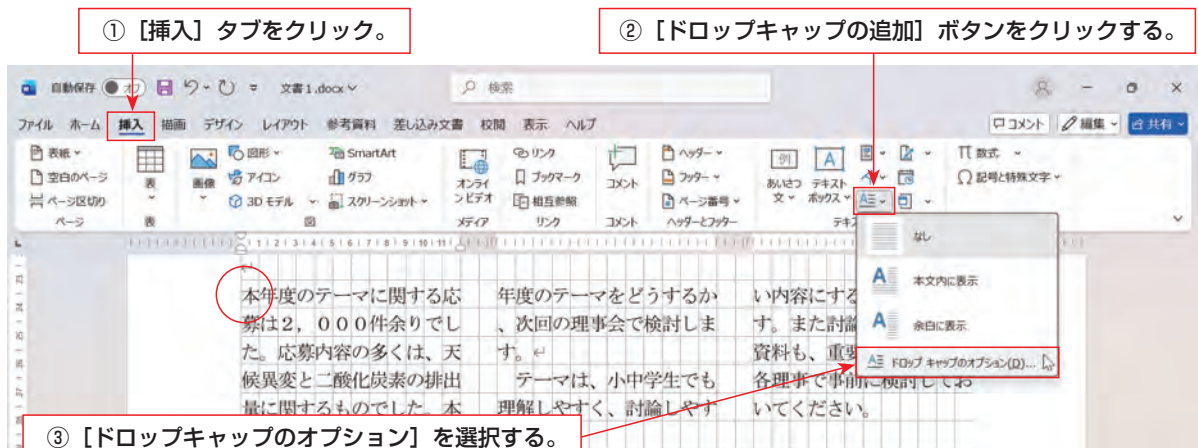 ① [挿入] タブをクリック。
② [ドロップキャップの追加] ボタンをクリックする。
自動保存 オフ
文書1.docx
検索
ファイル ホーム 挿入 描画 デザイン レイアウト 参考資料 差し込み文書 校閲 表示 ヘルプ
コメント 編集 共有
表紙
空白のページ
ページ区切り
ページ
表
表
画像
図形
アイコン
3D モデル
SmartArt
グラフ
スクリーンショット
図
オンラインビデオ
メディア
リンク
ブックマーク
相互参照
リンク
コメント
コメント
ヘッダー
フッター
ページ番号
ヘッダーとフッター
あいさつ文
テキストボックス
数式
記号と特殊文字
なし
本文内に表示
余白に表示
ドロップ キャップのオプション(D)...
本年度のテーマに関する応
募は2,000件余りでし
た。応募内容の多くは、天
候異変と二酸化炭素の排出
量に関するものでした。本
年度のテーマをどうするか
、次回の理事会で検討しま
す。
テーマは、小中学生でも
理解しやすく、討論しやす
い内容にする
す。また討論
資料も、重要
各理事で事前に検討してお
いてください。
③ [ドロップキャップのオプション] を選択する。